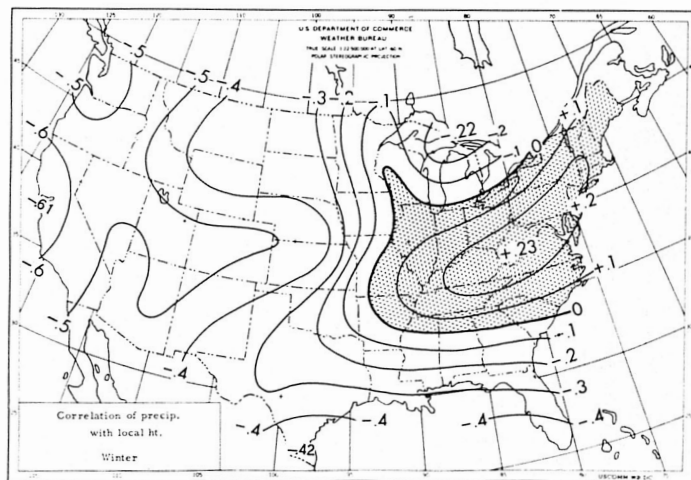 U.S. DEPARTMENT OF COMMERCE
WEATHER BUREAU
POLAR STEREOGRAPHIC PROJECTION
-.5
-.5 -.4
-.3 -.2 -.1
-.22 -.2
-.1 0 +.1
-.5
-.6
-.61
-.6
+.2
+.23
+.1
0
-.1
-.2
-.3
-.5
-.4
-.4 -.4 -.4
-.4
-.42
Correlation of precip.
with local ht.
Winter